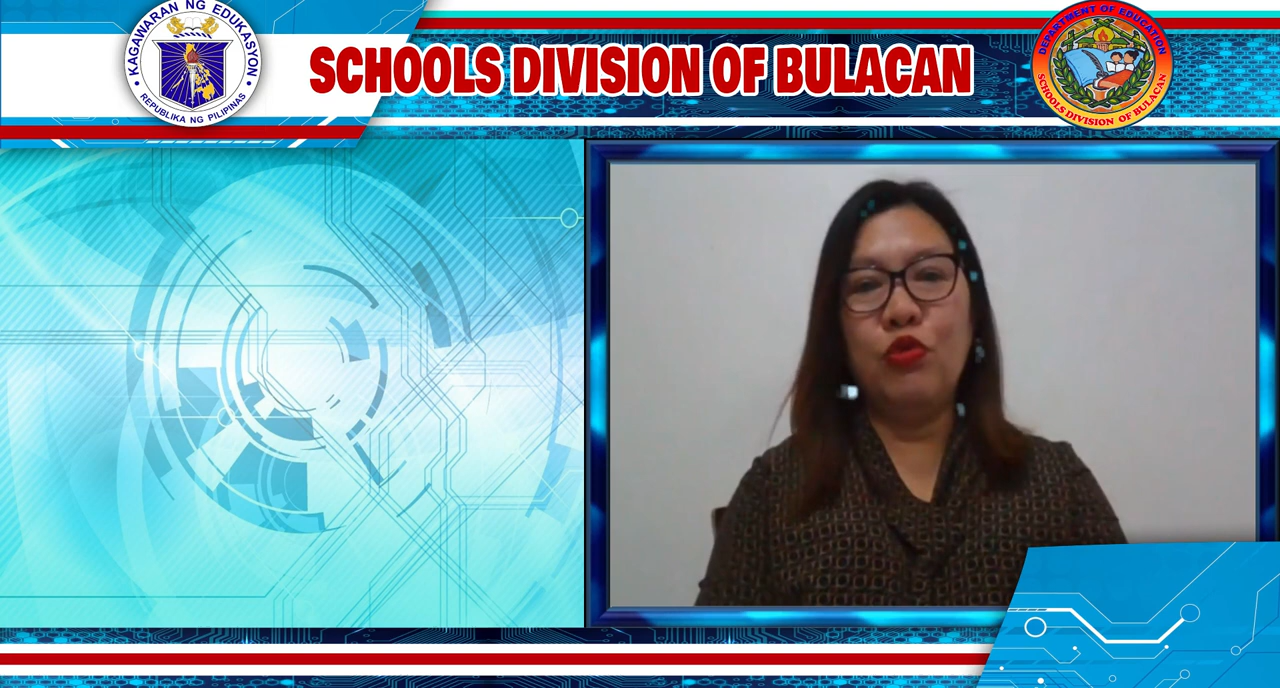 KAGAWARAN NG EDUKASYON
REPUBLIKA NG PILIPINAS
SCHOOLS DIVISION OF BULACAN
DEPARTMENT OF EDUCATION
SCHOOLS DIVISION OF BULACAN